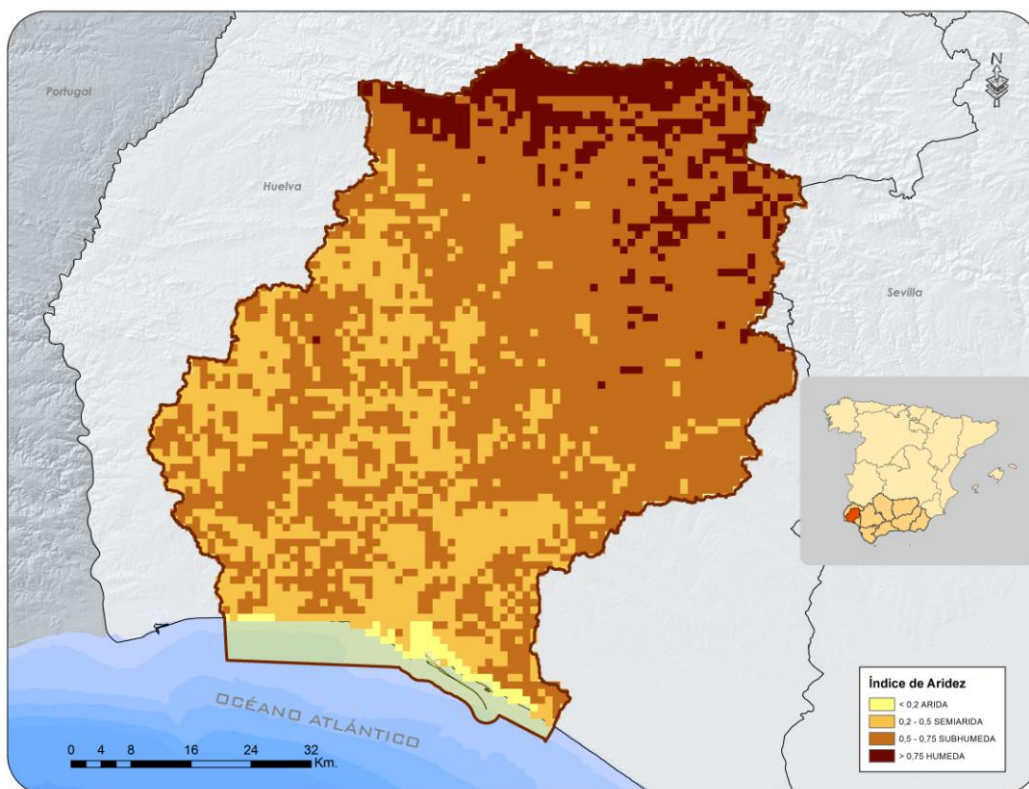 Portugal
N
Huelva
Sevilla
OCÉANO ATLÁNTICO
0 4 8 16 24 32
Km.
Índice de Aridez
< 0,2 ARIDA
0,2 - 0,5 SEMIARIDA
0,5 - 0,75 SUBHUMEDA
> 0,75 HUMEDA